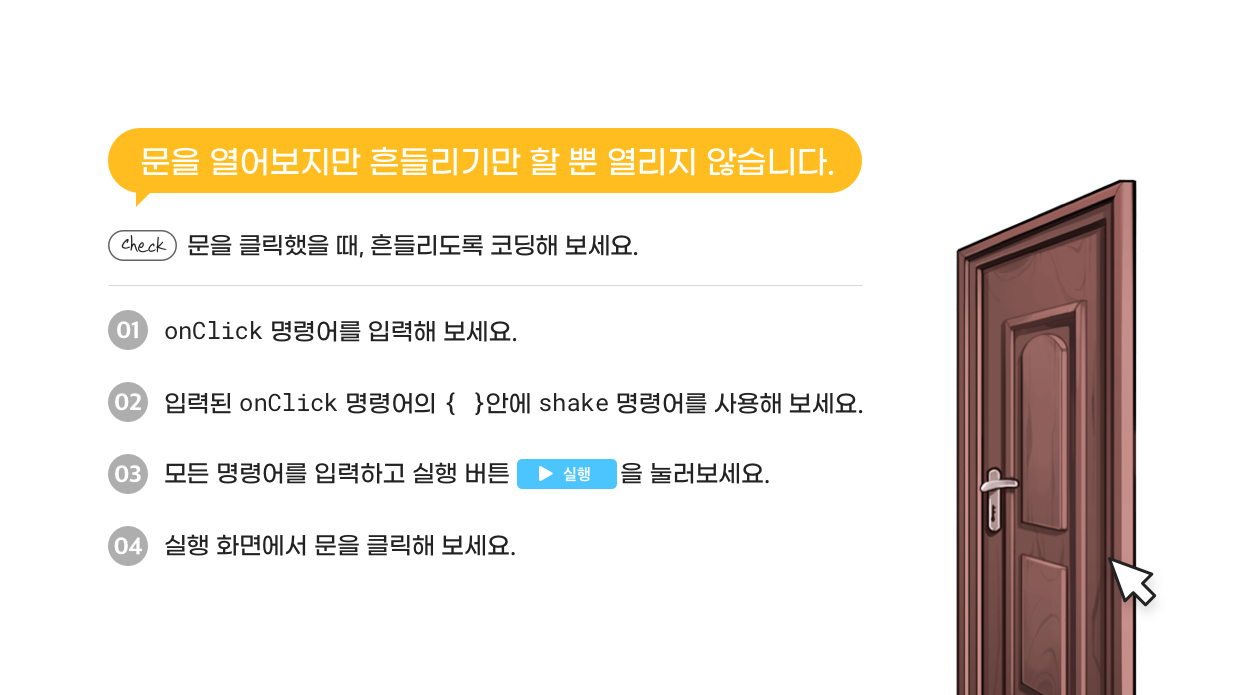 문을 열어보지만 흔들리기만 할 뿐 열리지 않습니다.
Check 문을 클릭했을 때, 흔들리도록 코딩해 보세요.
01 onClick 명령어를 입력해 보세요.
02 입력된 onClick 명령어의 { }안에 shake 명령어를 사용해 보세요.
03 모든 명령어를 입력하고 실행 버튼 ▶ 실행 을 눌러보세요.
04 실행 화면에서 문을 클릭해 보세요.